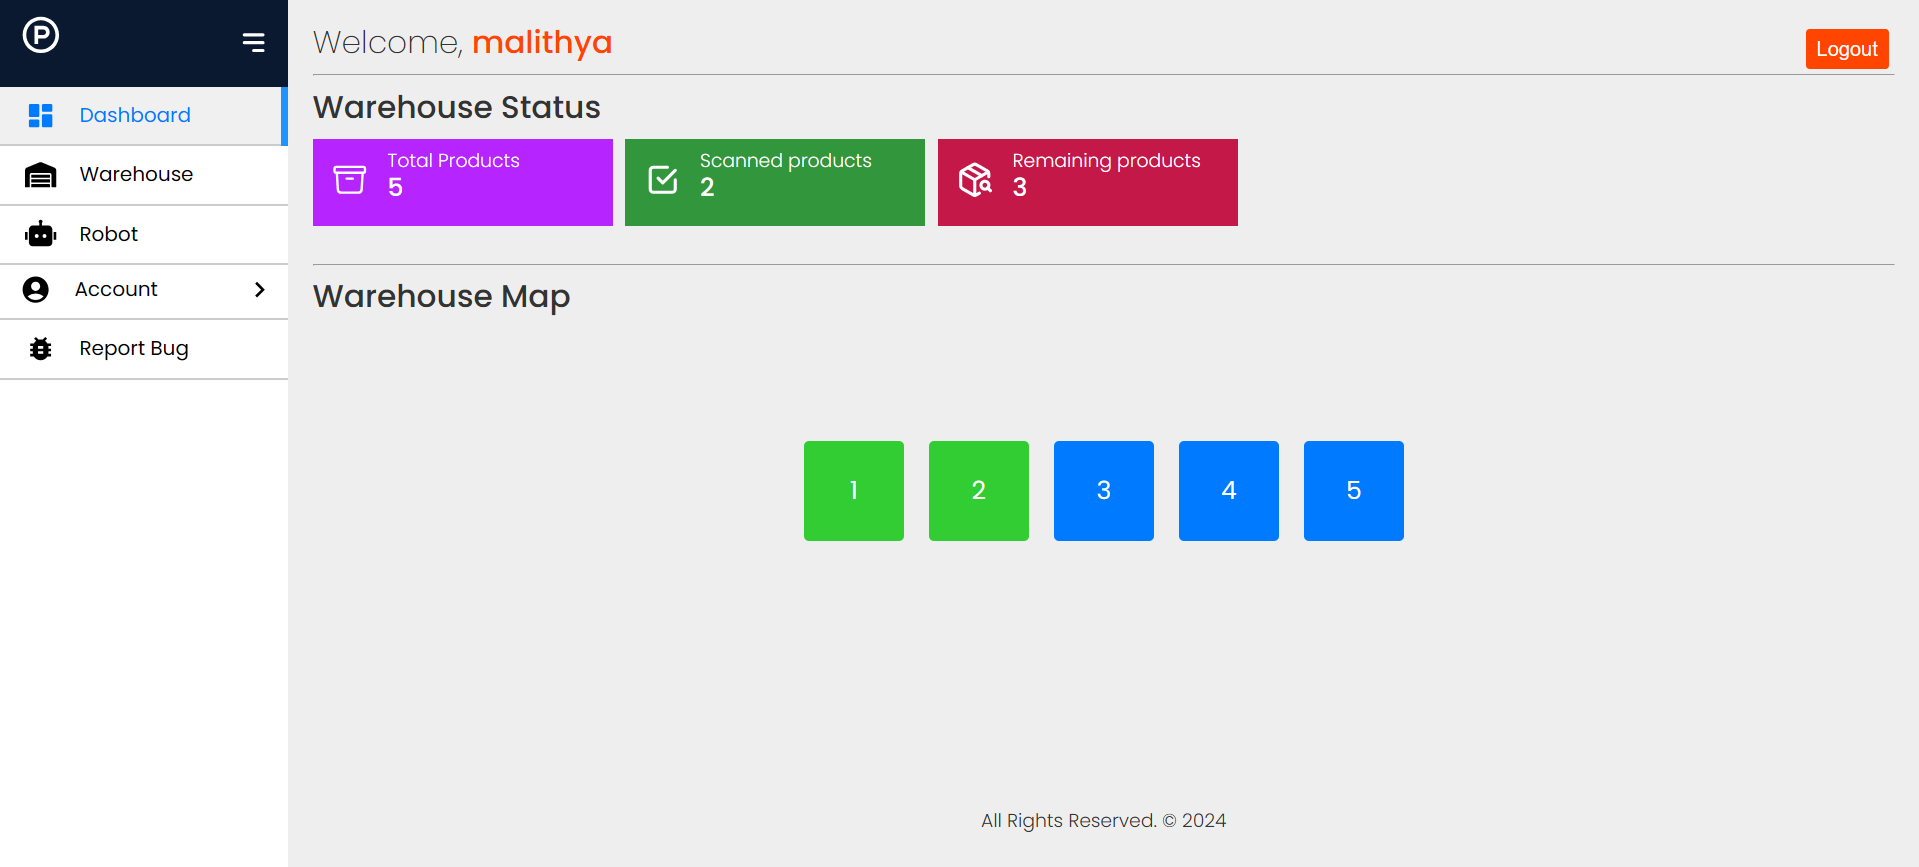 P
Welcome, malithya
Logout
Dashboard
Warehouse
Robot
Account
Report Bug
Warehouse Status
Total Products
5
Scanned products
2
Remaining products
3
Warehouse Map
1 2 3 4 5
All Rights Reserved. © 2024